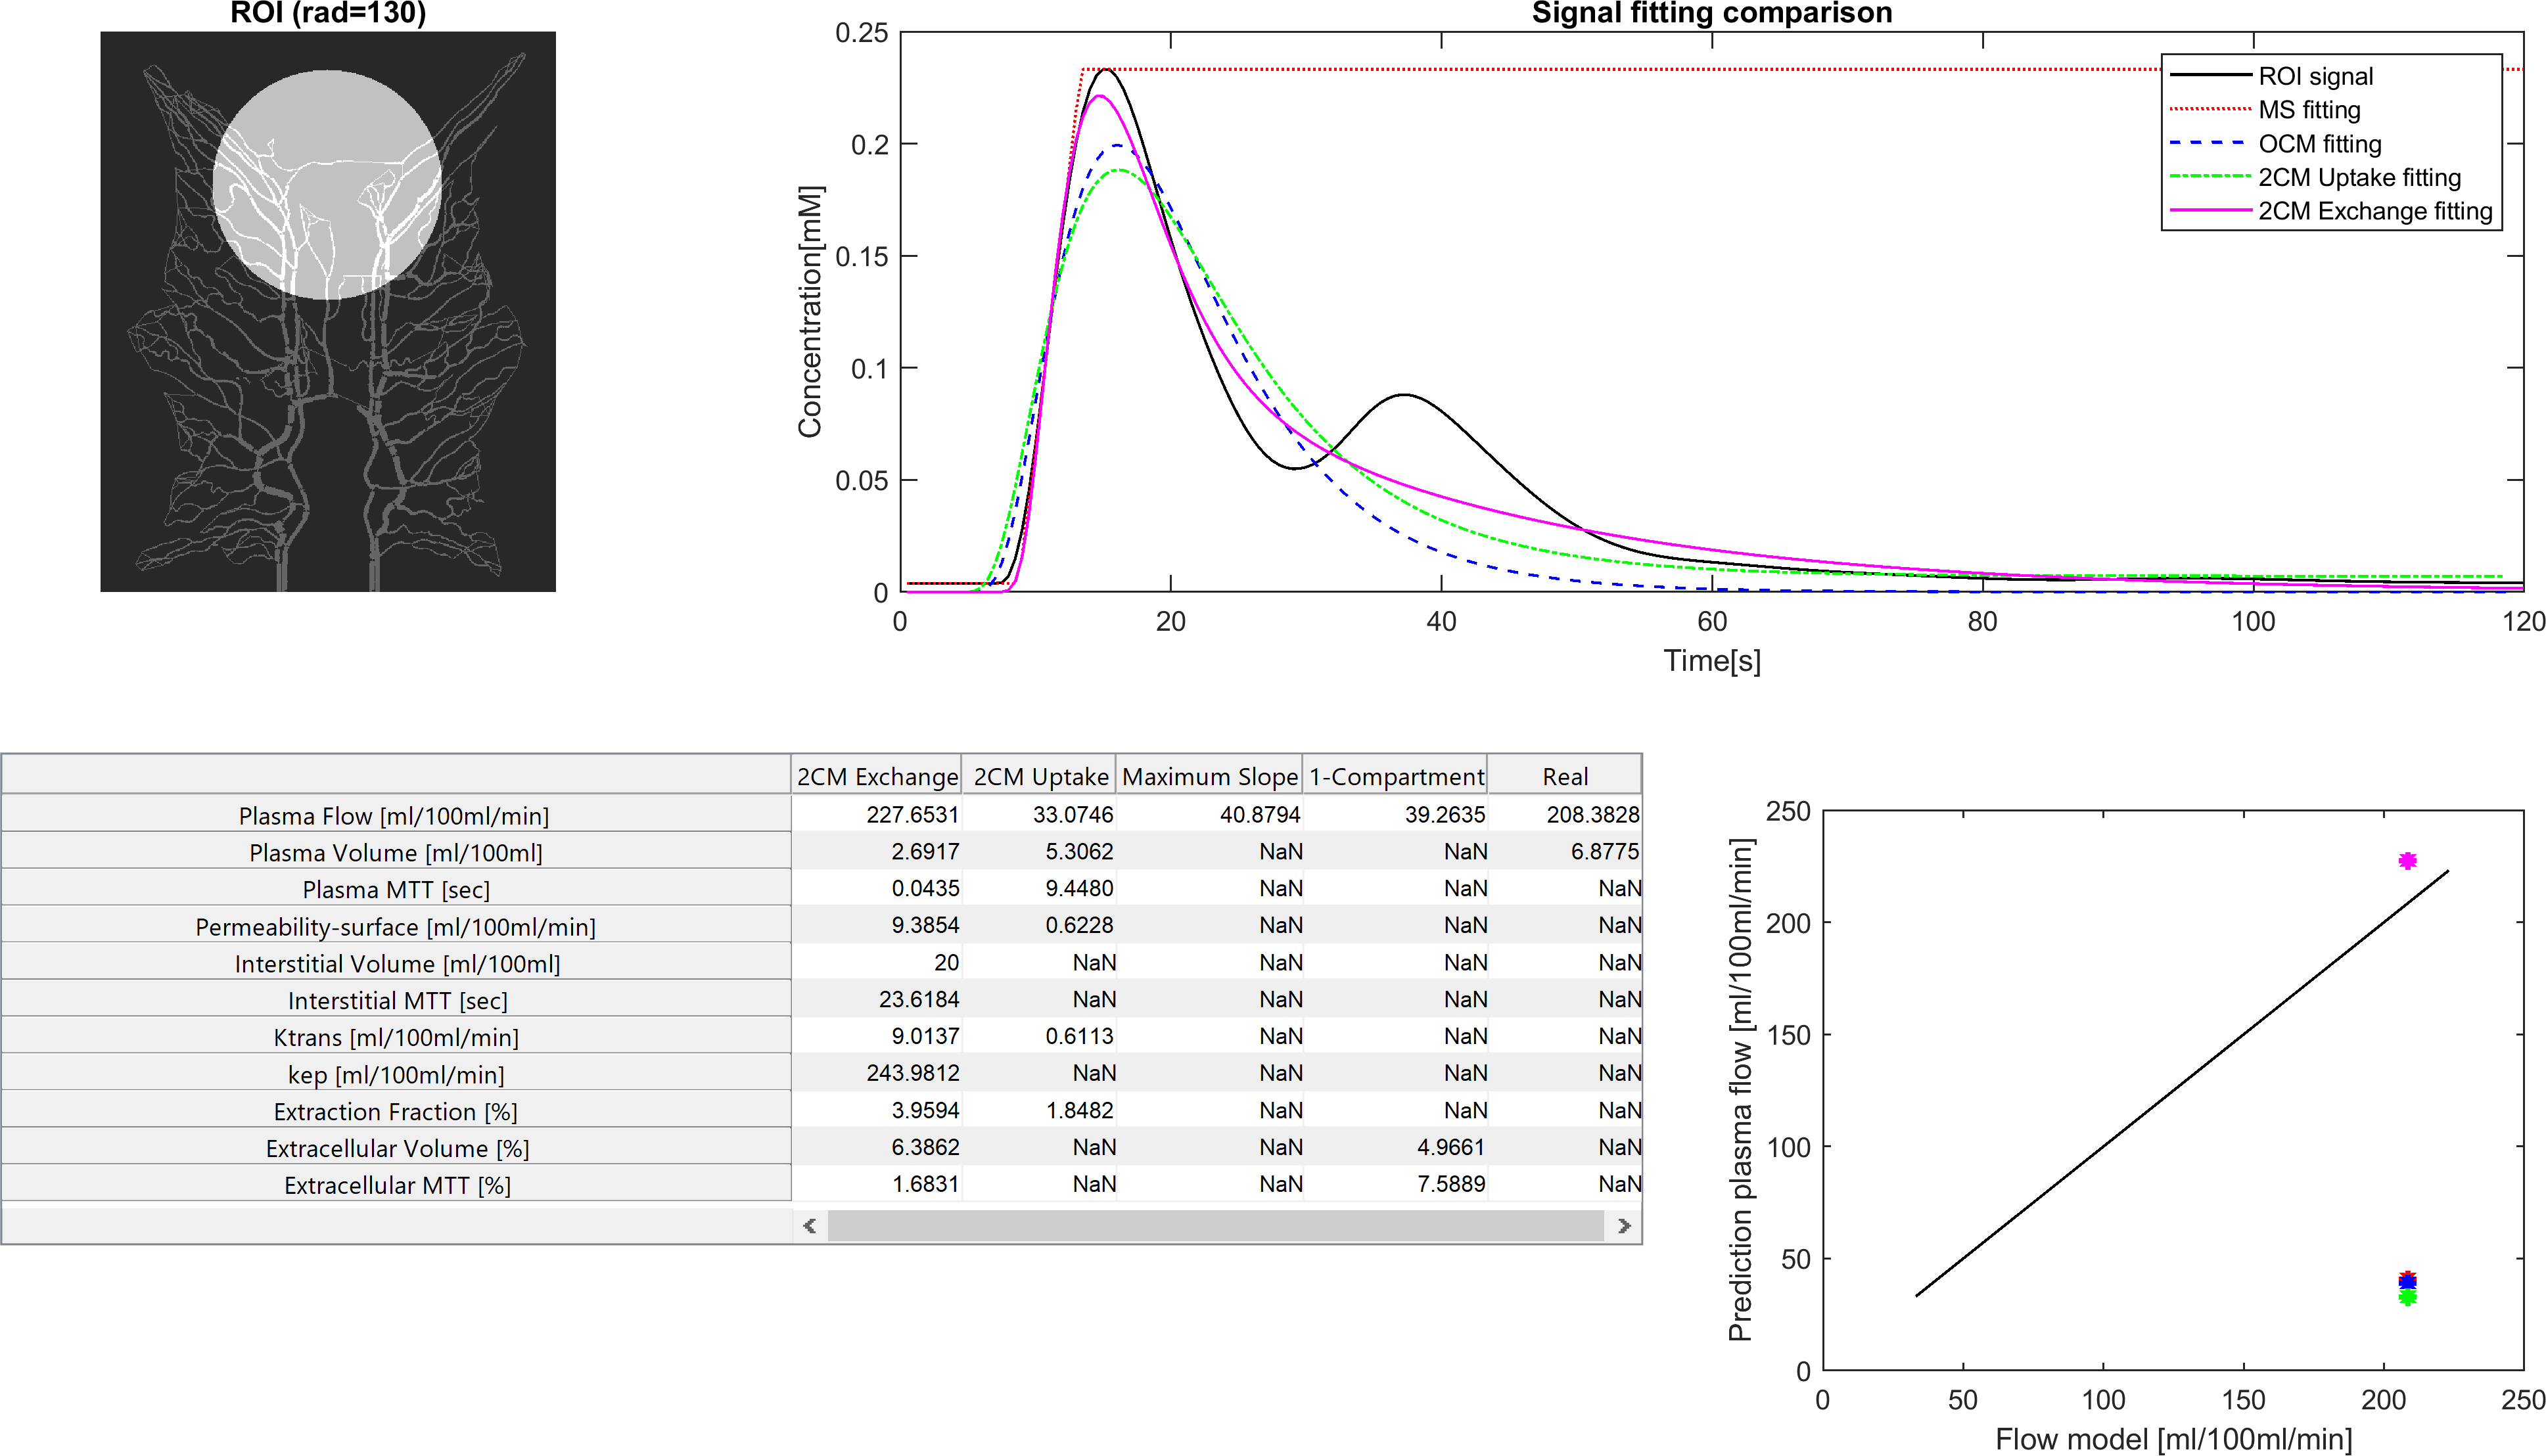 ROI (rad=130)
Signal fitting comparison
0.25
0.2
0.15
0.1
0.05
0
Concentration[mM]
0 20 40 60 80 100 120
Time[s]
ROI signal
MS fitting
OCM fitting
2CM Uptake fitting
2CM Exchange fitting
2CM Exchange 2CM Uptake Maximum Slope 1-Compartment Real
Plasma Flow [ml/100ml/min] 227.6531 33.0746 40.8794 39.2635 208.3828
Plasma Volume [ml/100ml] 2.6917 5.3062 NaN NaN 6.8775
Plasma MTT [sec] 0.0435 9.4480 NaN NaN NaN
Permeability-surface [ml/100ml/min] 9.3854 0.6228 NaN NaN NaN
Interstitial Volume [ml/100ml] 20 NaN NaN NaN NaN
Interstitial MTT [sec] 23.6184 NaN NaN NaN NaN
Ktrans [ml/100ml/min] 9.0137 0.6113 NaN NaN NaN
kep [ml/100ml/min] 243.9812 NaN NaN NaN NaN
Extraction Fraction [%] 3.9594 1.8482 NaN NaN NaN
Extracellular Volume [%] 6.3862 NaN NaN 4.9661 NaN
Extracellular MTT [%] 1.6831 NaN NaN 7.5889 NaN
250
200
150
100
50
0
Prediction plasma flow [ml/100ml/min]
0 50 100 150 200 250
Flow model [ml/100ml/min]